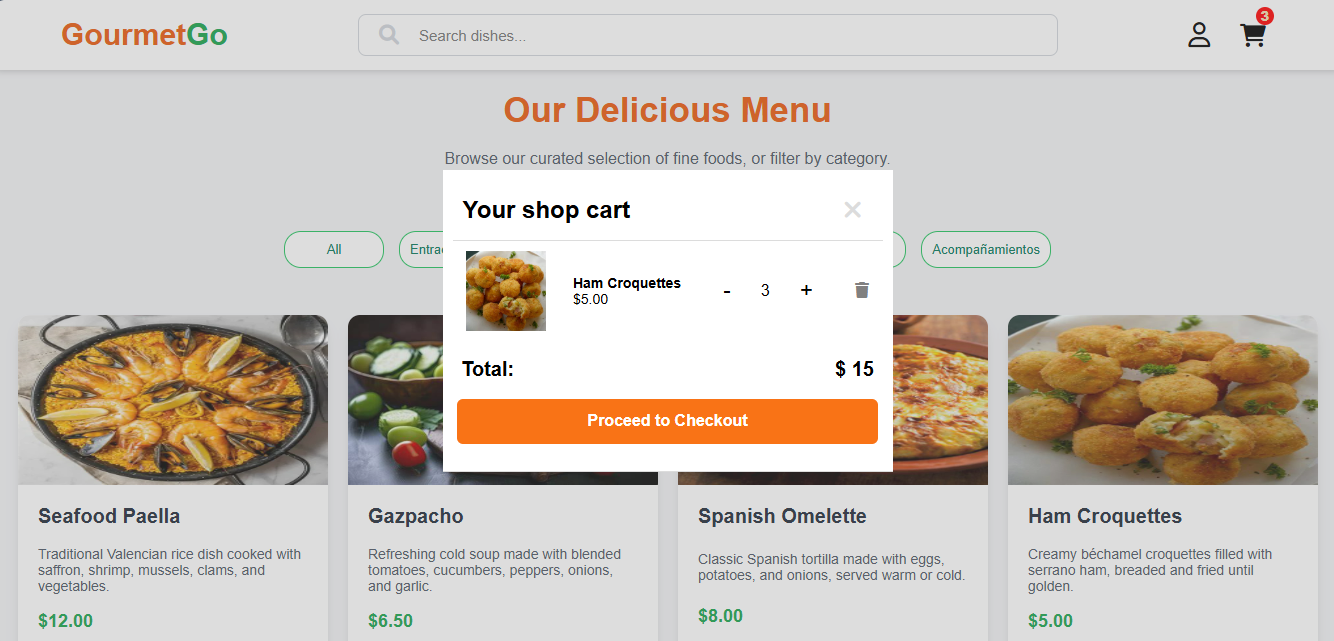 GourmetGo
Search dishes...
3
Our Delicious Menu
Browse our curated selection of fine foods, or filter by category.
Your shop cart
All
Acompañamientos
Ham Croquettes
$5.00
- 3 +
Total:
$ 15
Proceed to Checkout
Seafood Paella
Traditional Valencian rice dish cooked with
saffron, shrimp, mussels, clams, and
vegetables.
$12.00
Gazpacho
Refreshing cold soup made with blended
tomatoes, cucumbers, peppers, onions,
and garlic.
$6.50
Spanish Omelette
Classic Spanish tortilla made with eggs,
potatoes, and onions, served warm or cold.
$8.00
Ham Croquettes
Creamy béchamel croquettes filled with
serrano ham, breaded and fried until
golden.
$5.00